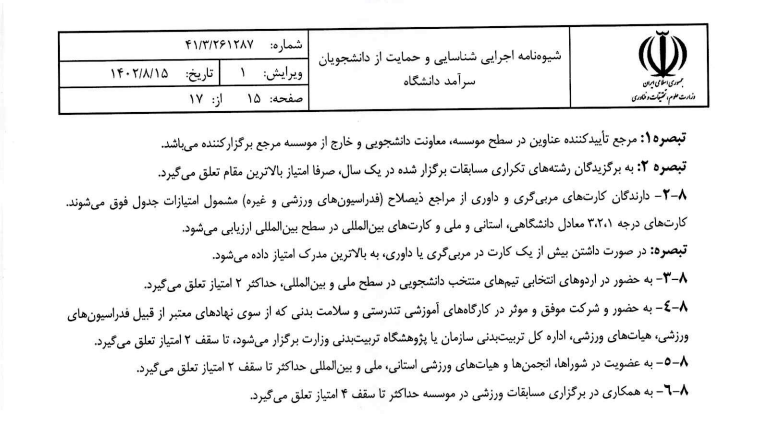 جمهوری اسلامی ایران
وزارت علوم، تحقیقات و فناوری
شیوه‌نامه اجرایی شناسایی و حمایت از دانشجویان
سرآمد دانشگاه
شماره: ۴۱/۳/۲۶۱۲۸۷
ویرایش: ۱ تاریخ: ۱۴۰۲/۸/۱۵
صفحه: ۱۵ از: ۱۷
تبصره۱: مرجع تأییدکننده عناوین در سطح موسسه، معاونت دانشجویی و خارج از موسسه مرجع برگزارکننده می‌باشد.
تبصره ۲: به برگزیدگان رشته‌های تکراری مسابقات برگزار شده در یک سال، صرفا امتیاز بالاترین مقام تعلق می‌گیرد.
۸-۲- دارندگان کارت‌های مربی‌گری و داوری از مراجع ذیصلاح (فدراسیون‌های ورزشی و غیره) مشمول امتیازات جدول فوق می‌شوند.
کارت‌های درجه ۳،۲،۱ معادل دانشگاهی، استانی و ملی و کارت‌های بین‌المللی در سطح بین‌المللی ارزیابی می‌شود.
تبصره: در صورت داشتن بیش از یک کارت در مربی‌گری یا داوری، به بالاترین مدرک امتیاز داده می‌شود.
۸-۳- به حضور در اردوهای انتخابی تیم‌های منتخب دانشجویی در سطح ملی و بین‌المللی، حداکثر ۲ امتیاز تعلق می‌گیرد.
۸-۴- به حضور و شرکت موفق و موثر در کارگاه‌های آموزشی تندرستی و سلامت بدنی که از سوی نهادهای معتبر از قبیل فدراسیون‌های
ورزشی، هیات‌های ورزشی، اداره کل تربیت‌بدنی سازمان یا پژوهشگاه تربیت‌بدنی وزارت برگزار می‌شود، تا سقف ۲ امتیاز تعلق می‌گیرد.
۸-۵- به عضویت در شوراها، انجمن‌ها و هیات‌های ورزشی استانی، ملی و بین‌المللی حداکثر تا سقف ۲ امتیاز تعلق می‌گیرد.
۸-۶- به همکاری در برگزاری مسابقات ورزشی در موسسه حداکثر تا سقف ۴ امتیاز تعلق می‌گیرد.